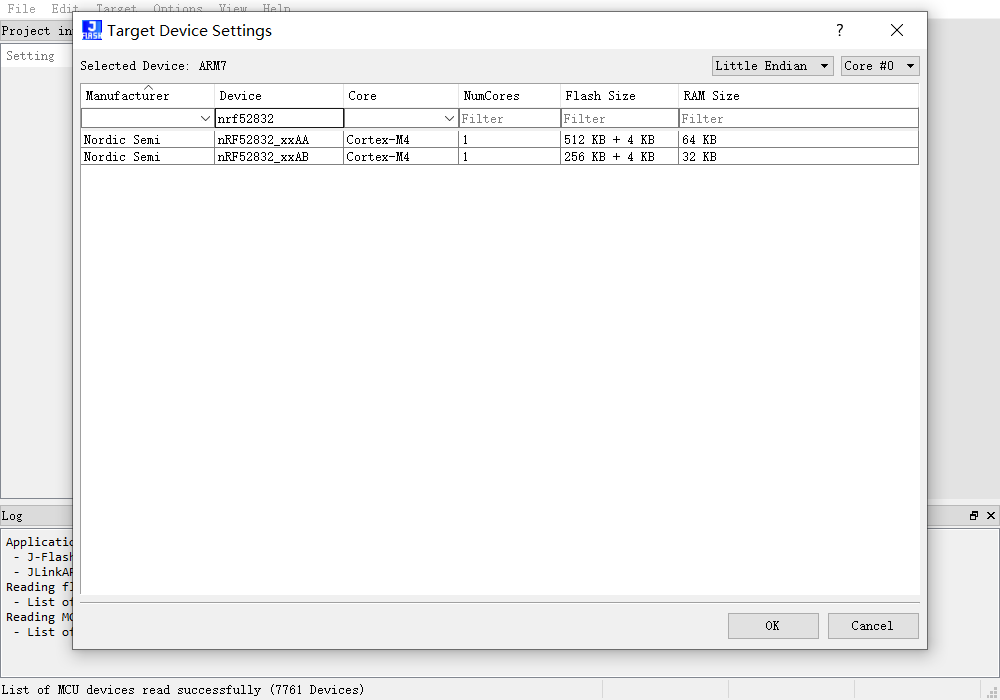 File Edit Target Options View Help
Project in
Setting
J FLASH Target Device Settings ?
Selected Device: ARM7 Little Endian Core #0
Manufacturer Device Core NumCores Flash Size RAM Size
nrf52832 Filter Filter Filter
Nordic Semi nRF52832_xxAA Cortex-M4 1 512 KB + 4 KB 64 KB
Nordic Semi nRF52832_xxAB Cortex-M4 1 256 KB + 4 KB 32 KB
OK Cancel
Log
Applicatio
- J-Flash
- JLinkAR
Reading fl
- List of
Reading MC
- List of
List of MCU devices read successfully (7761 Devices)